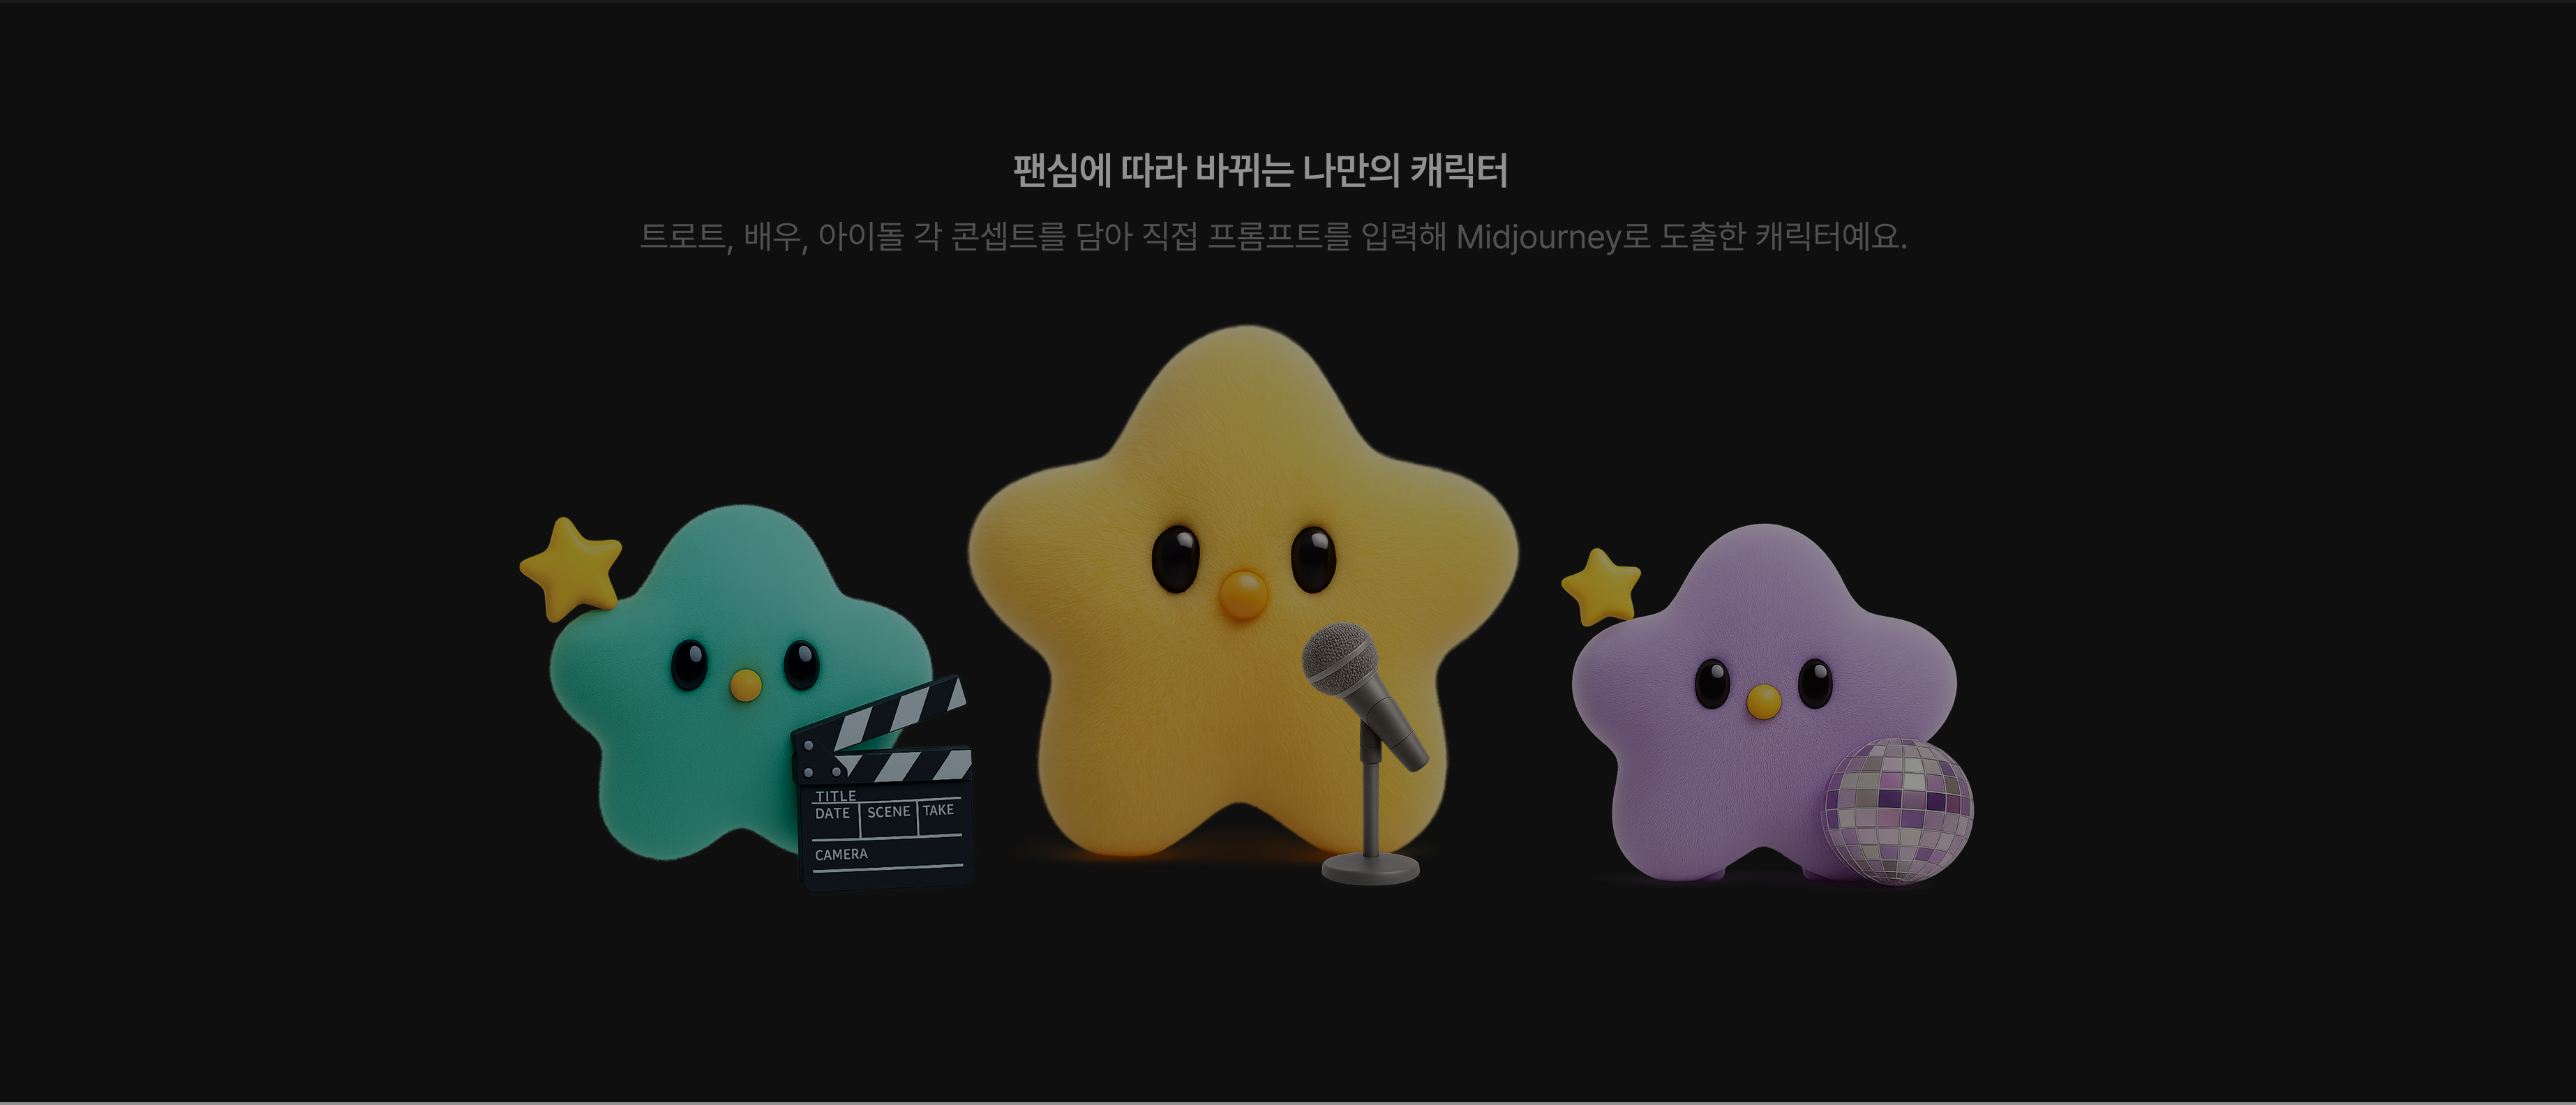 팬심에 따라 바뀌는 나만의 캐릭터
트로트, 배우, 아이돌 각 콘셉트를 담아 직접 프롬프트를 입력해 Midjourney로 도출한 캐릭터예요.
TITLE
DATE SCENE TAKE
CAMERA